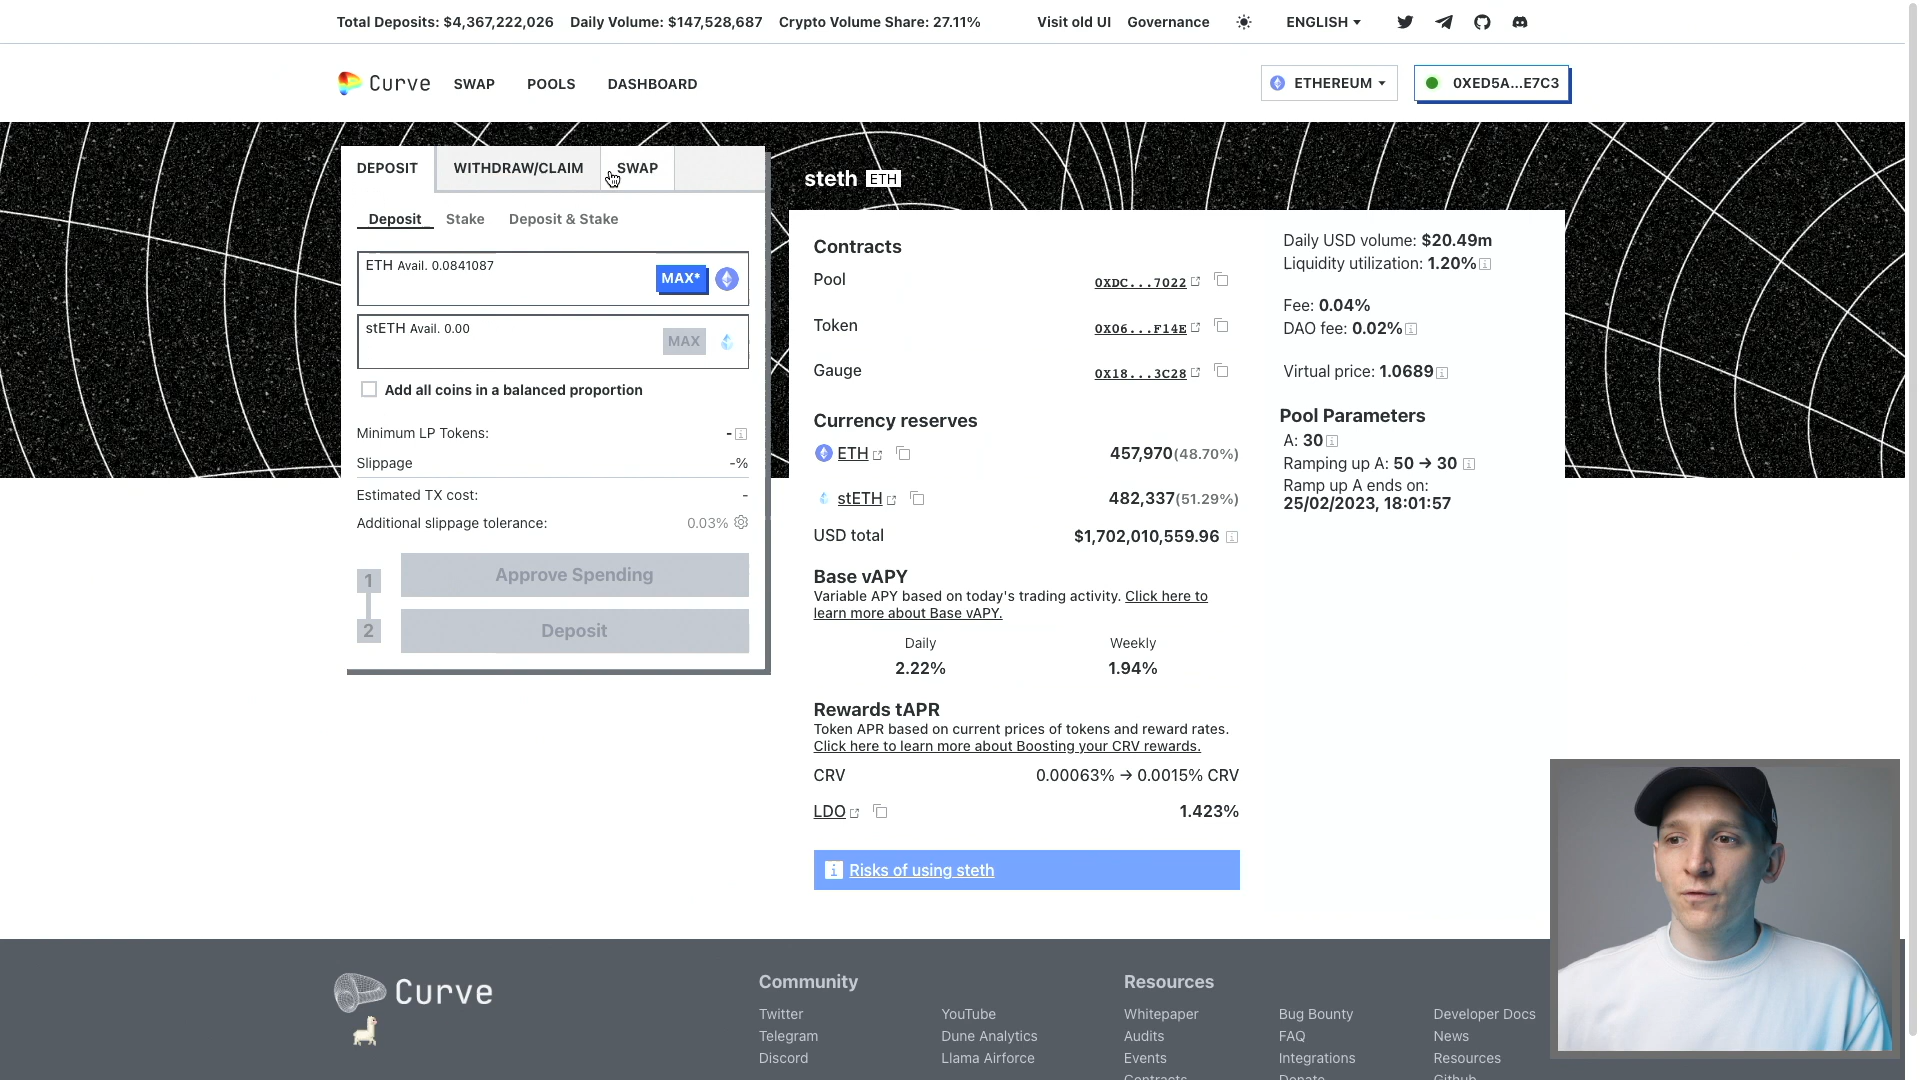 Total Deposits: $4,367,222,026 Daily Volume: $147,528,687 Crypto Volume Share: 27.11% Visit old UI Governance ENGLISH
Curve SWAP POOLS DASHBOARD ETHEREUM 0XED5A...E7C3
DEPOSIT WITHDRAW/CLAIM SWAP
Deposit Stake Deposit & Stake
ETH Avail. 0.0841087
MAX*
stETH Avail. 0.00
MAX
Add all coins in a balanced proportion
Minimum LP Tokens: -
Slippage -%
Estimated TX cost: -
Additional slippage tolerance: 0.03%
1 Approve Spending
2 Deposit
steth ETH
Contracts
Pool 0XDC...7022
Token 0X06...F14E
Gauge 0X18...3C28
Currency reserves
ETH 457,970(48.70%)
stETH 482,337(51.29%)
USD total $1,702,010,559.96
Base vAPY
Variable APY based on today's trading activity. Click here to
learn more about Base vAPY.
Daily Weekly
2.22% 1.94%
Rewards tAPR
Token APR based on current prices of tokens and reward rates.
Click here to learn more about Boosting your CRV rewards.
CRV 0.00063% → 0.0015% CRV
LDO 1.423%
Risks of using steth
Daily USD volume: $20.49m
Liquidity utilization: 1.20%
Fee: 0.04%
DAO fee: 0.02%
Virtual price: 1.0689
Pool Parameters
A: 30
Ramping up A: 50 → 30
Ramp up A ends on:
25/02/2023, 18:01:57
Curve
Community Resources
Twitter YouTube Whitepaper Bug Bounty Developer Docs
Telegram Dune Analytics Audits FAQ News
Discord Llama Airforce Events Integrations Resources
Contracts Donate Github